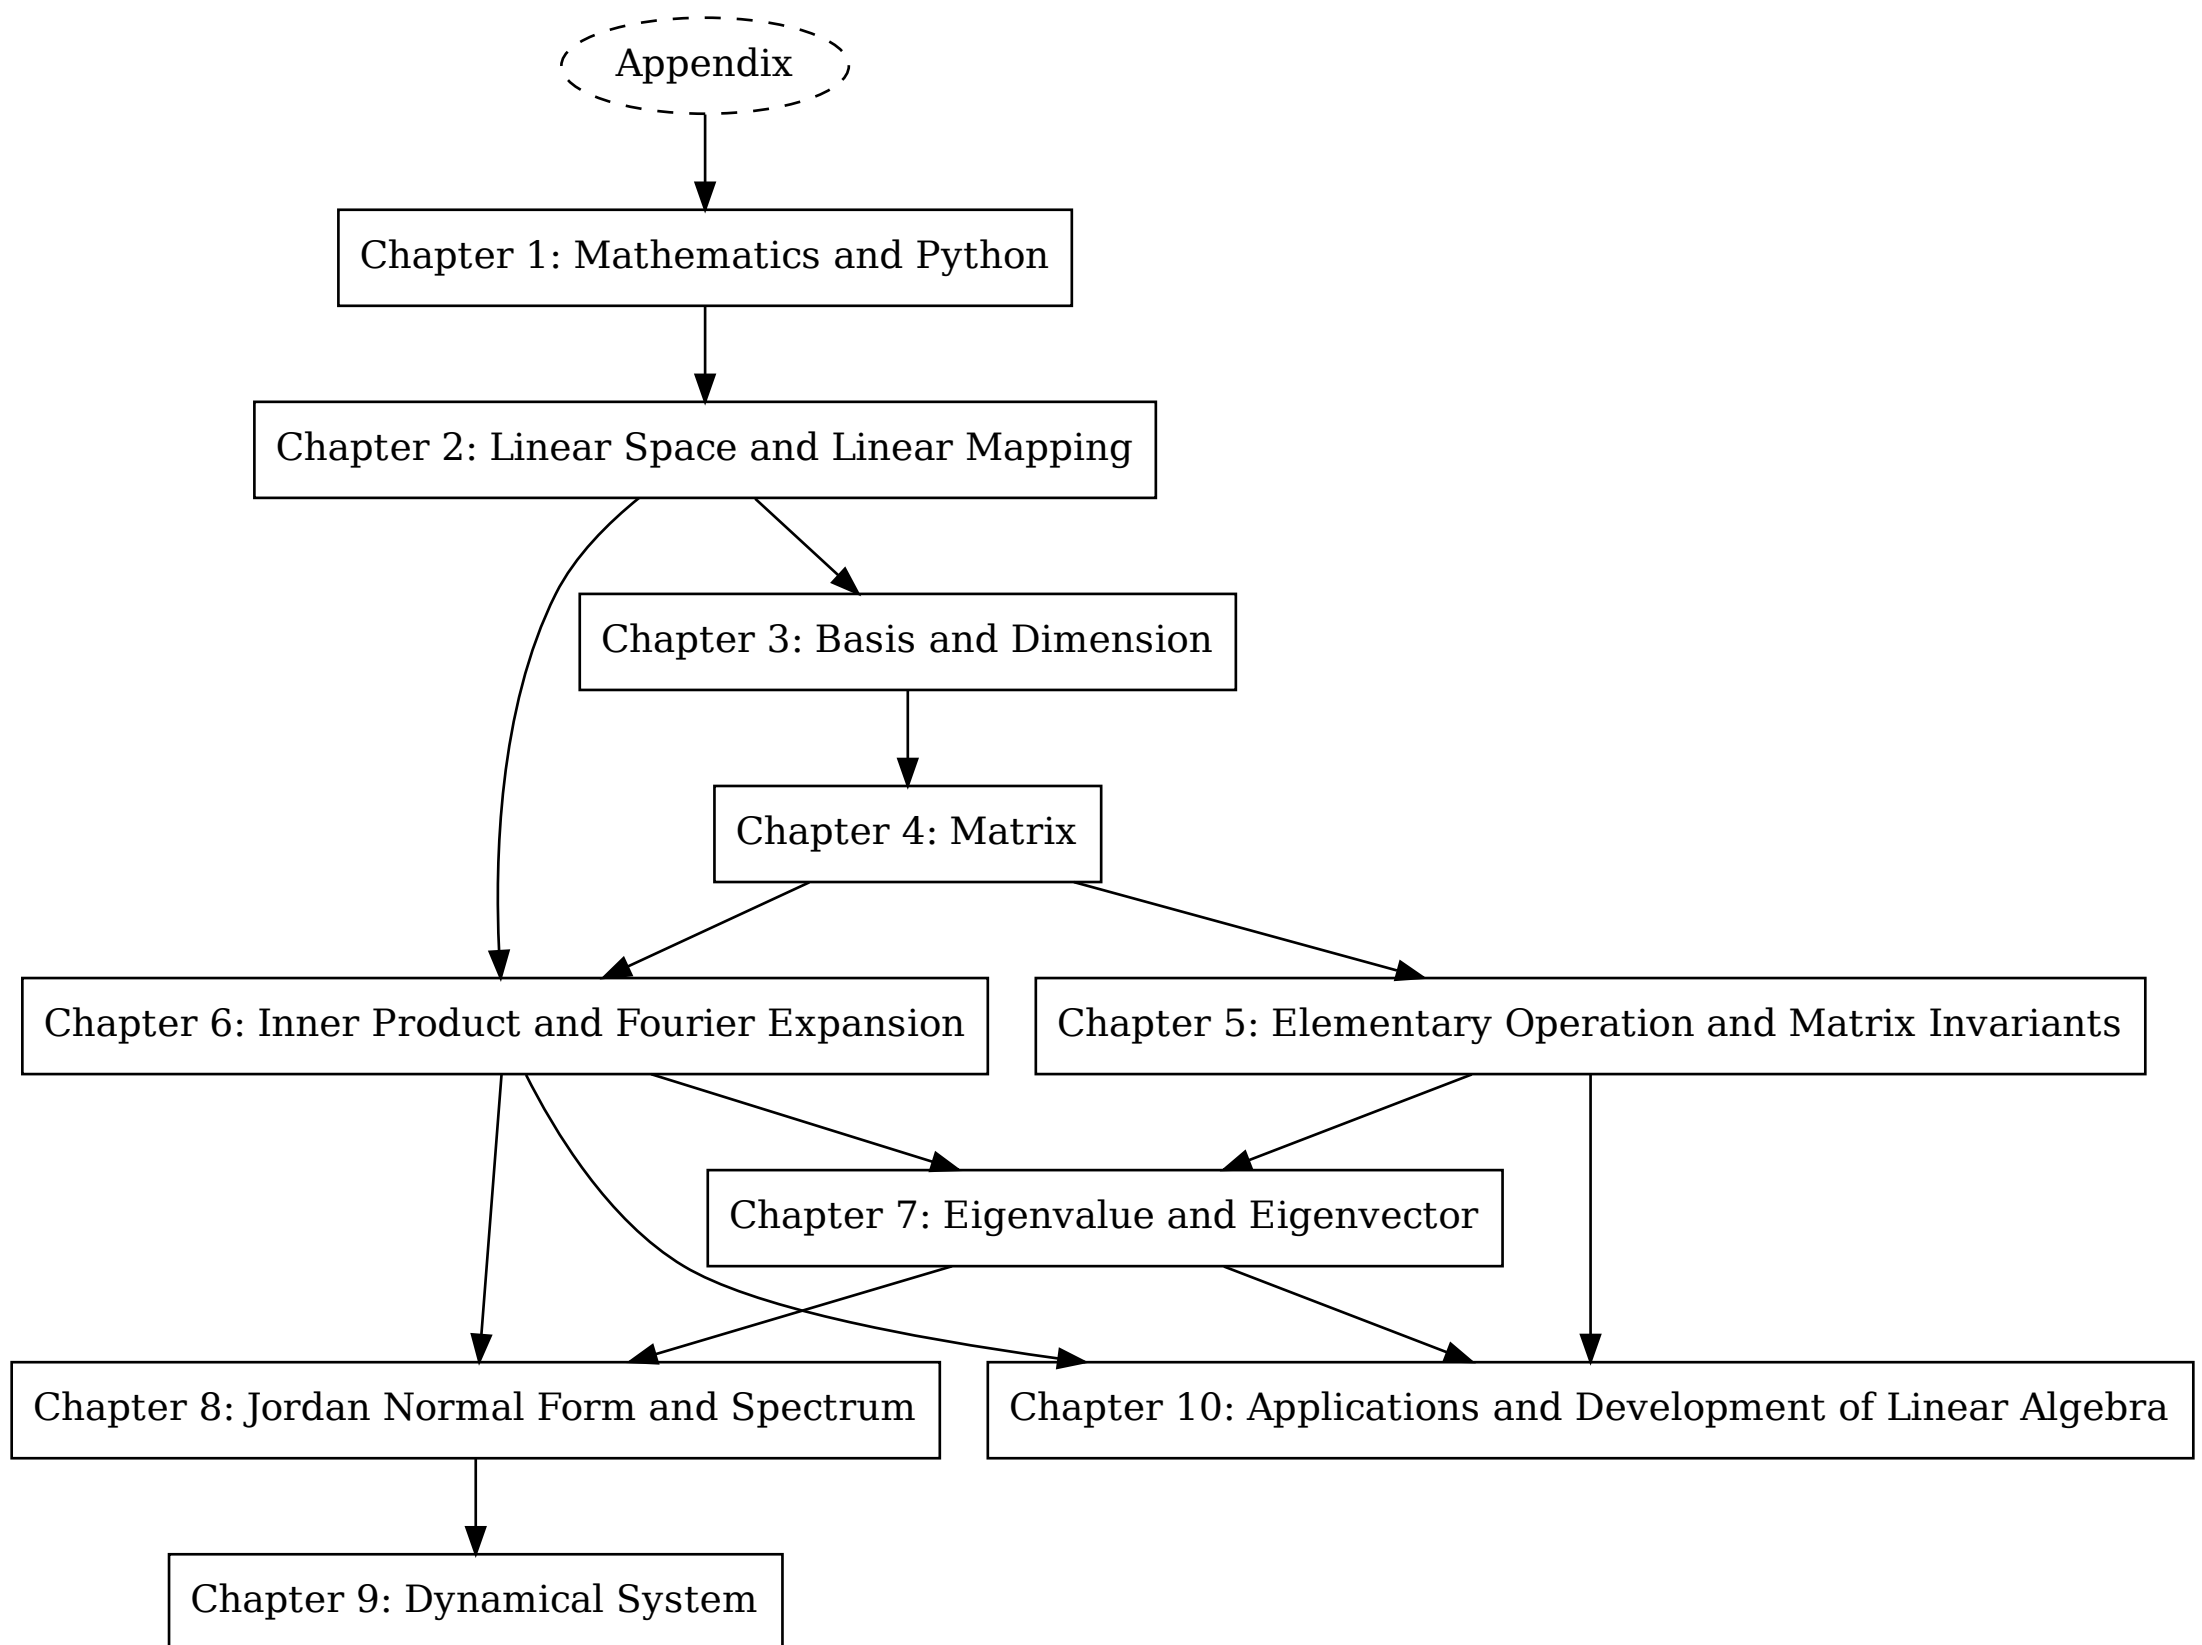 Appendix
Chapter 1: Mathematics and Python
Chapter 2: Linear Space and Linear Mapping
Chapter 3: Basis and Dimension
Chapter 4: Matrix
Chapter 6: Inner Product and Fourier Expansion
Chapter 5: Elementary Operation and Matrix Invariants
Chapter 7: Eigenvalue and Eigenvector
Chapter 8: Jordan Normal Form and Spectrum
Chapter 10: Applications and Development of Linear Algebra
Chapter 9: Dynamical System